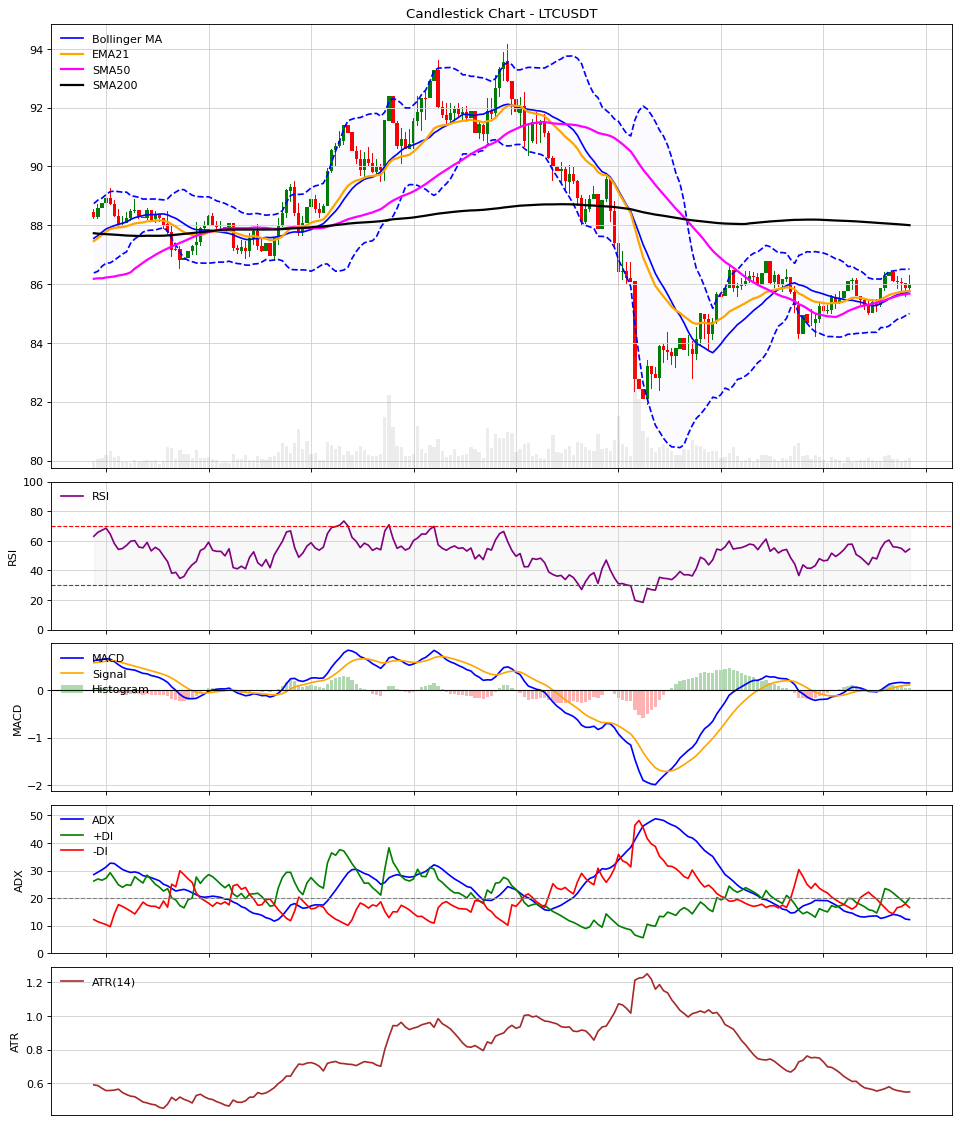 Candlestick Chart - LTCUSDT
Bollinger MA
EMA21
SMA50
SMA200
94
92
90
88
86
84
82
80
RSI
100
80
60
40
20
0
RSI
MACD
Signal
Histogram
0
−1
−2
MACD
ADX
+DI
-DI
50
40
30
20
10
0
ADX
ATR(14)
1.2
1.0
0.8
0.6
ATR